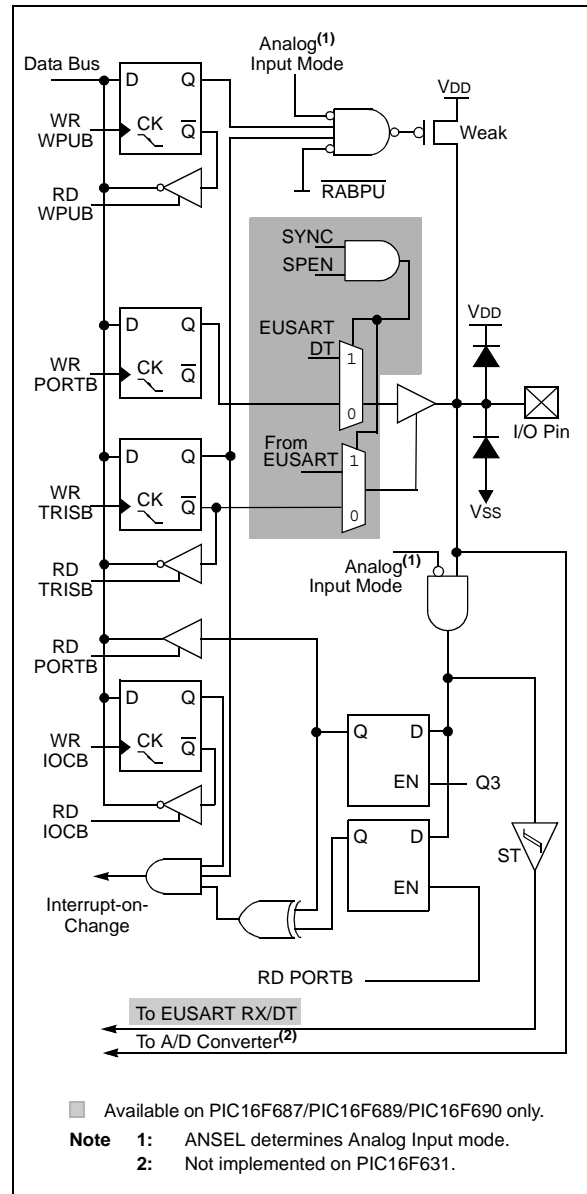 Analog(1)
Input Mode
Data Bus
D Q
VDD
WR
WPUB
CK
Q
Weak
RD
WPUB
RABPU
SYNC
SPEN
D Q
EUSART
DT
1
VDD
WR
PORTB
CK
Q
0
I/O Pin
D Q
From
EUSART
1
WR
TRISB
CK
Q
0
VSS
RD
TRISB
Analog(1)
Input Mode
RD
PORTB
D Q
Q D
WR
IOCB
CK
Q
EN
Q3
RD
IOCB
Q D
ST
EN
Interrupt-on-
Change
RD PORTB
To EUSART RX/DT
To A/D Converter(2)
Available on PIC16F687/PIC16F689/PIC16F690 only.
Note 1: ANSEL determines Analog Input mode.
2: Not implemented on PIC16F631.